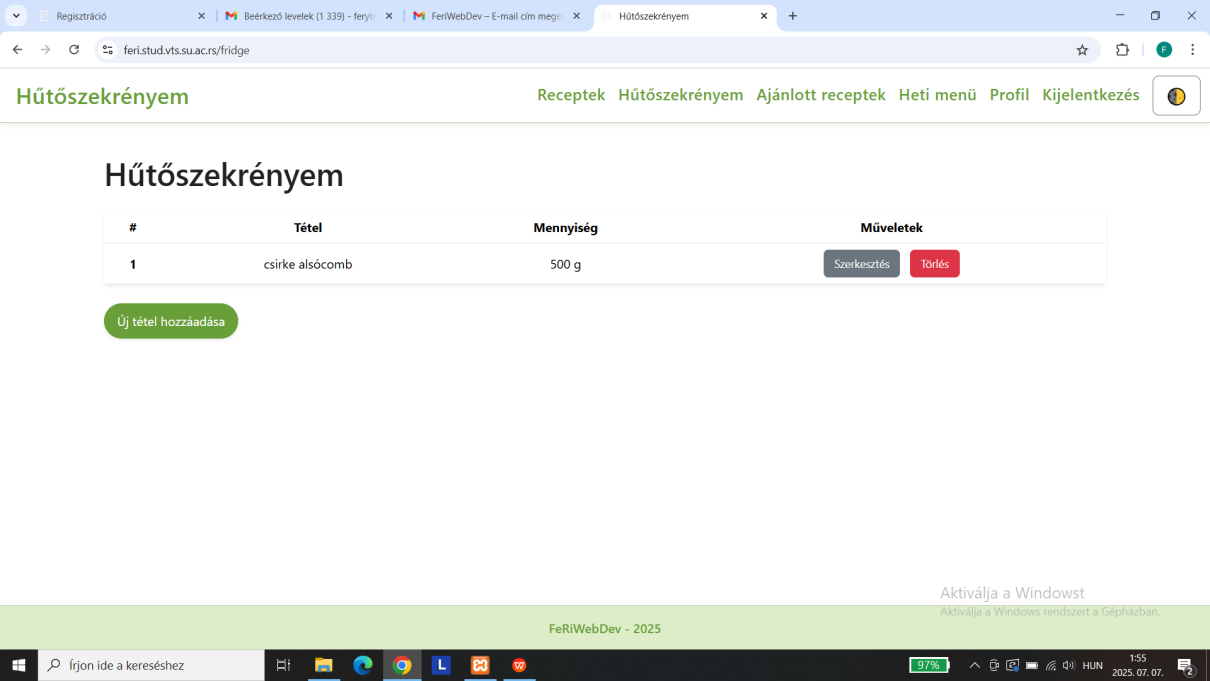 Regisztráció
Beérkező levelek (1 339) - feryt
FeriWebDev – E-mail cím mege
Hűtőszekrényem
feri.stud.vts.su.ac.rs/fridge
F
Hűtőszekrényem
Receptek Hűtőszekrényem Ajánlott receptek Heti menü Profil Kijelentkezés
Hűtőszekrényem
# Tétel Mennyiség Műveletek
1 csirke alsócomb 500 g Szerkesztés Törlés
Új tétel hozzáadása
Aktiválja a Windowst
Aktiválja a Windows rendszert a Gépházban.
FeRiWebDev - 2025
Írjon ide a kereséshez
L
97%
HUN
1:55
2025. 07. 07.
2